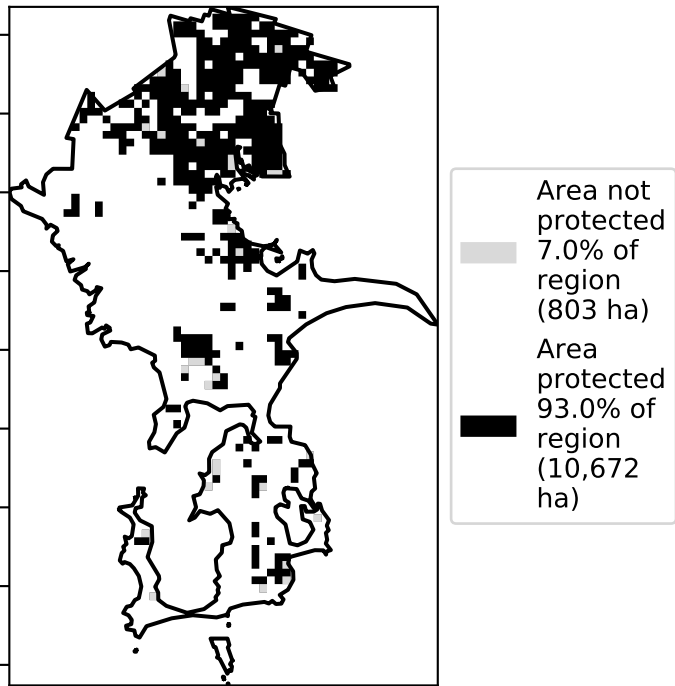 Area not
protected
7.0% of
region
(803 ha)
Area
protected
93.0% of
region
(10,672
ha)